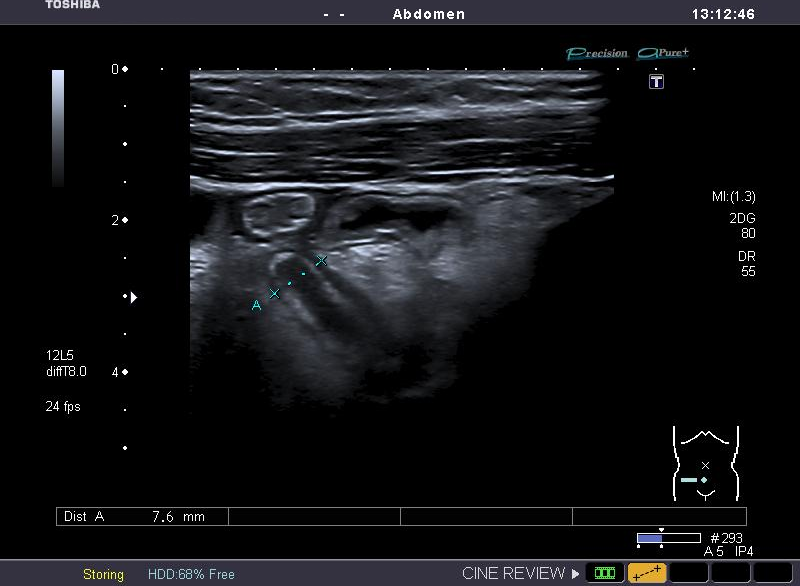 TOSHIBA
- - Abdomen 13:12:46
Precision APure+
0
T
MI:(1.3)
2DG
80
DR
55
2
A
12L5
diffT8.0
4
24 fps
Dist A 7.6 mm
#293
A 5 IP4
Storing HDD:68% Free CINE REVIEW